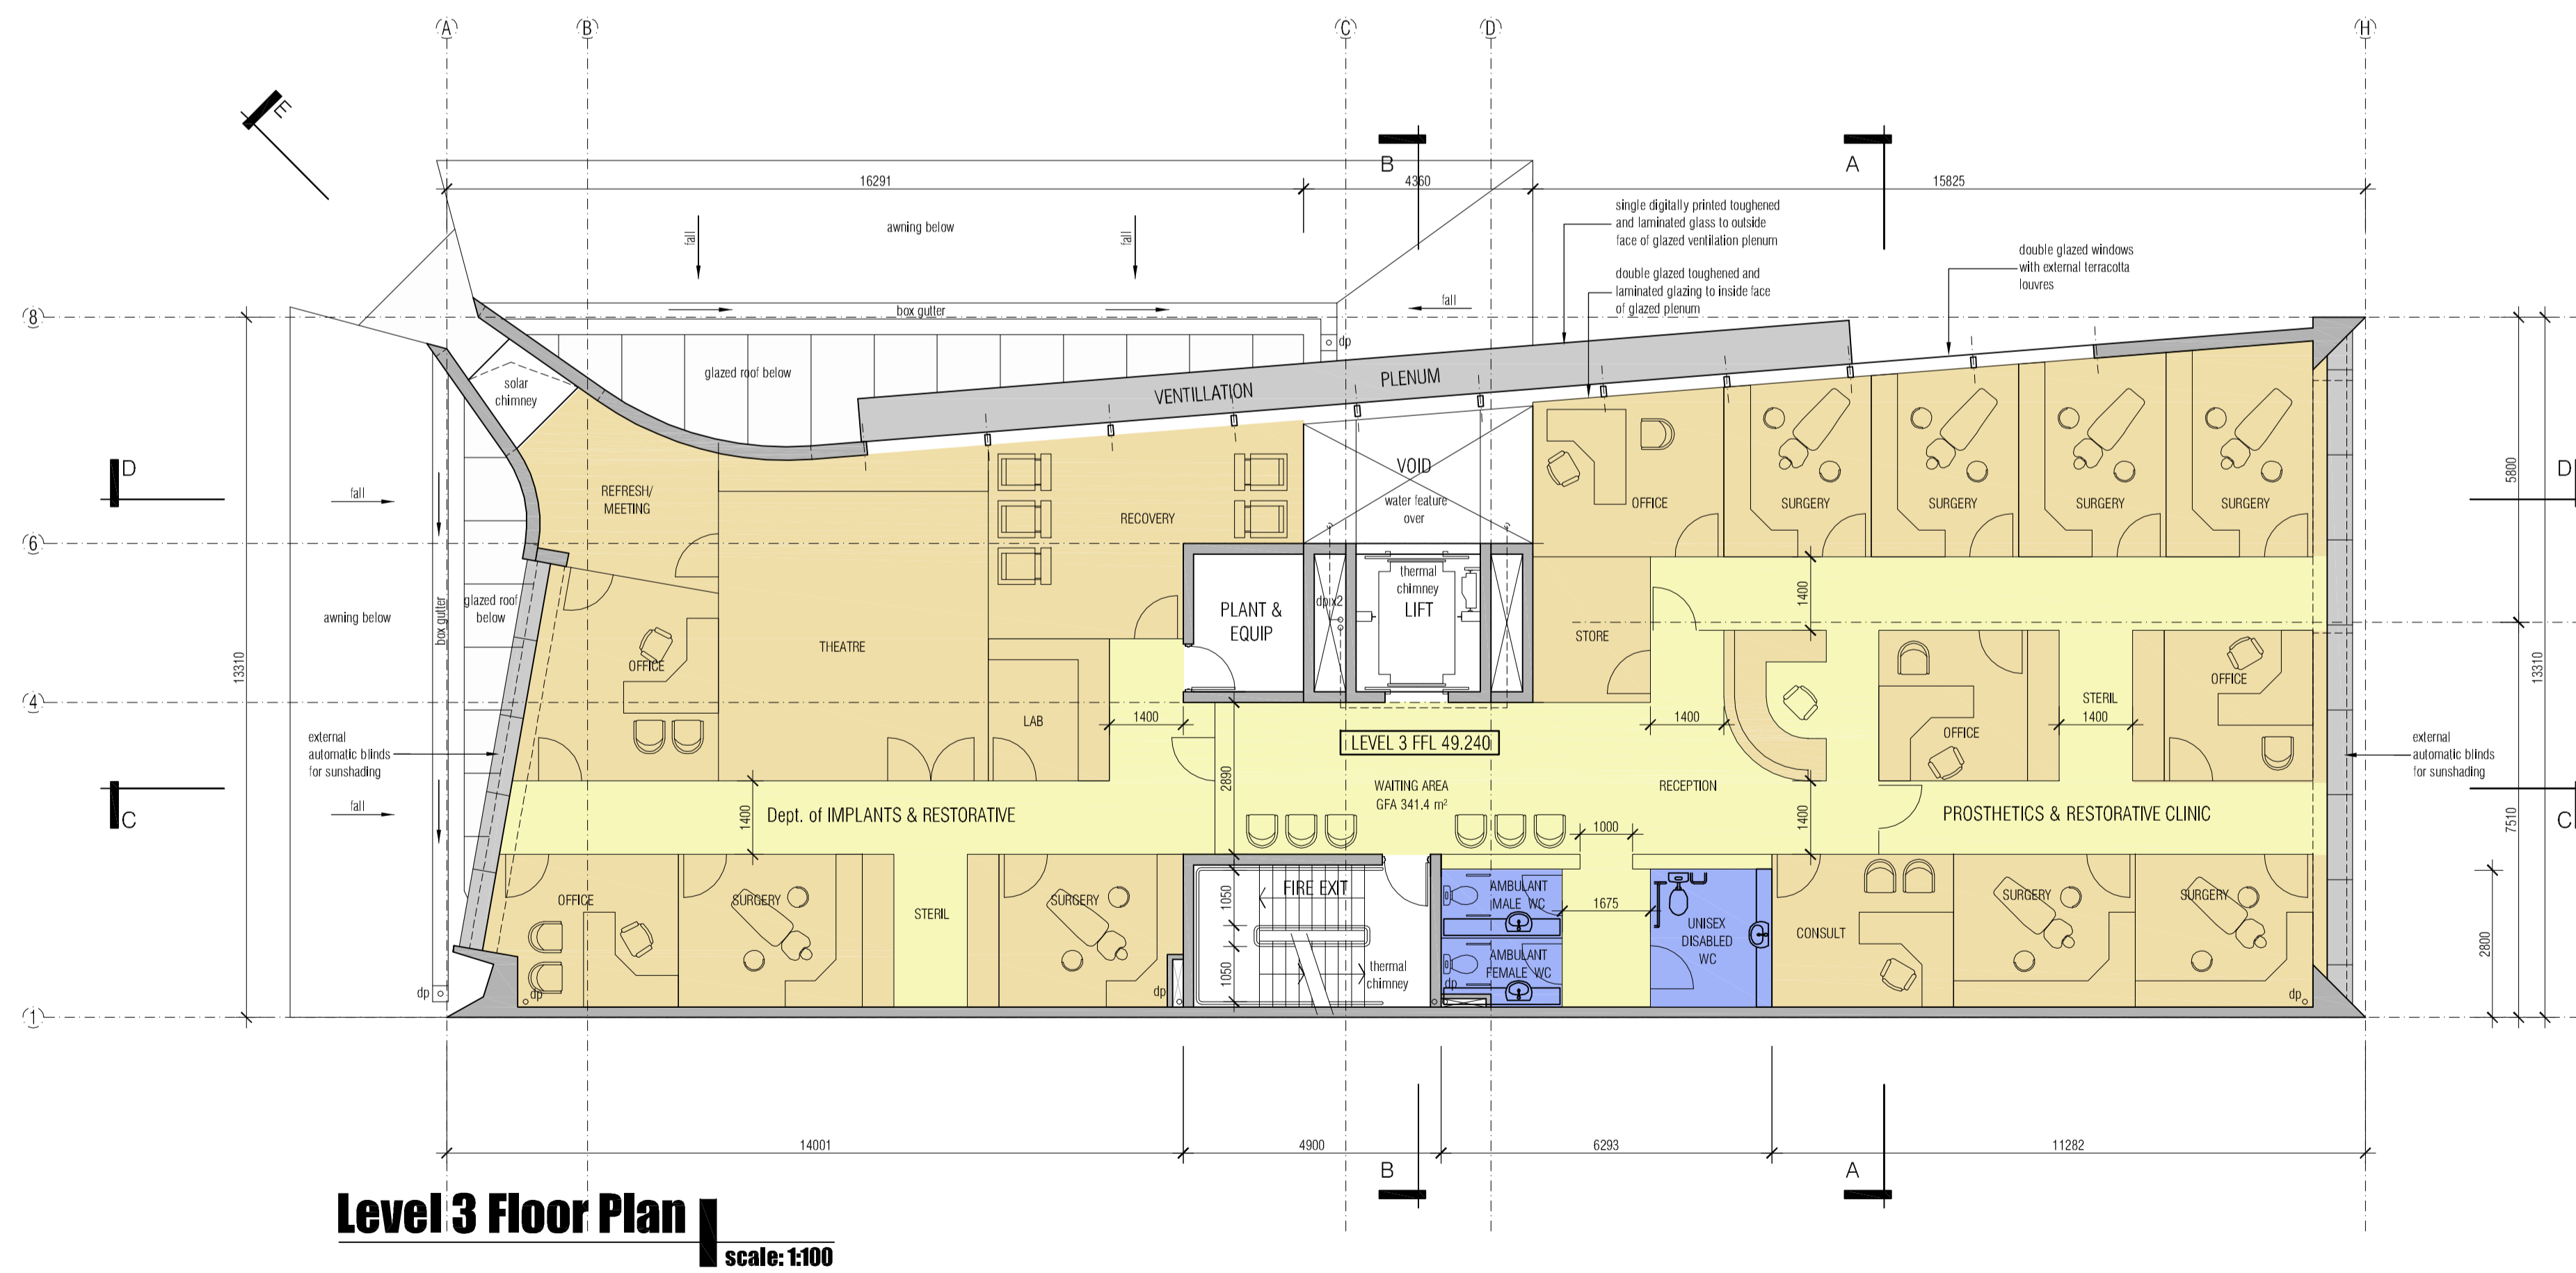 A
B
C
D
H
E
B
A
16291
4360
15825
single digitally printed toughened
and laminated glass to outside
face of glazed ventilation plenum
fall
awning below
fall
double glazed windows
with external terracotta
louvres
double glazed toughened and
laminated glazing to inside face
of glazed plenum
8
box gutter
fall
dp
glazed roof below
solar
chimney
VENTILLATION
PLENUM
D
fall
REFRESH/
MEETING
RECOVERY
VOID
water feature
over
OFFICE
SURGERY
SURGERY
SURGERY
SURGERY
5800
D
6
thermal
chimney
LIFT
dp x2
PLANT &
EQUIP
1400
glazed roof
below
box gutter
awning below
STORE
THEATRE
OFFICE
OFFICE
STERIL
1400
13310
13310
4
LAB
1400
1400
OFFICE
LEVEL 3 FFL 49.240
external
automatic blinds
for sunshading
external
automatic blinds
for sunshading
2890
WAITING AREA
GFA 341.4 m²
RECEPTION
fall
C
1400
Dept. of IMPLANTS & RESTORATIVE
1000
1400
PROSTHETICS & RESTORATIVE CLINIC
7510
C
OFFICE
SURGERY
STERIL
SURGERY
FIRE EXIT
1050
1050
thermal
chimney
AMBULANT
MALE WC
1675
AMBULANT
FEMALE WC
dp
UNISEX
DISABLED
WC
CONSULT
SURGERY
SURGERY
2800
dp
dp
dp
dp
1
14001
4900
6293
11282
B
A
Level 3 Floor Plan
scale: 1:100